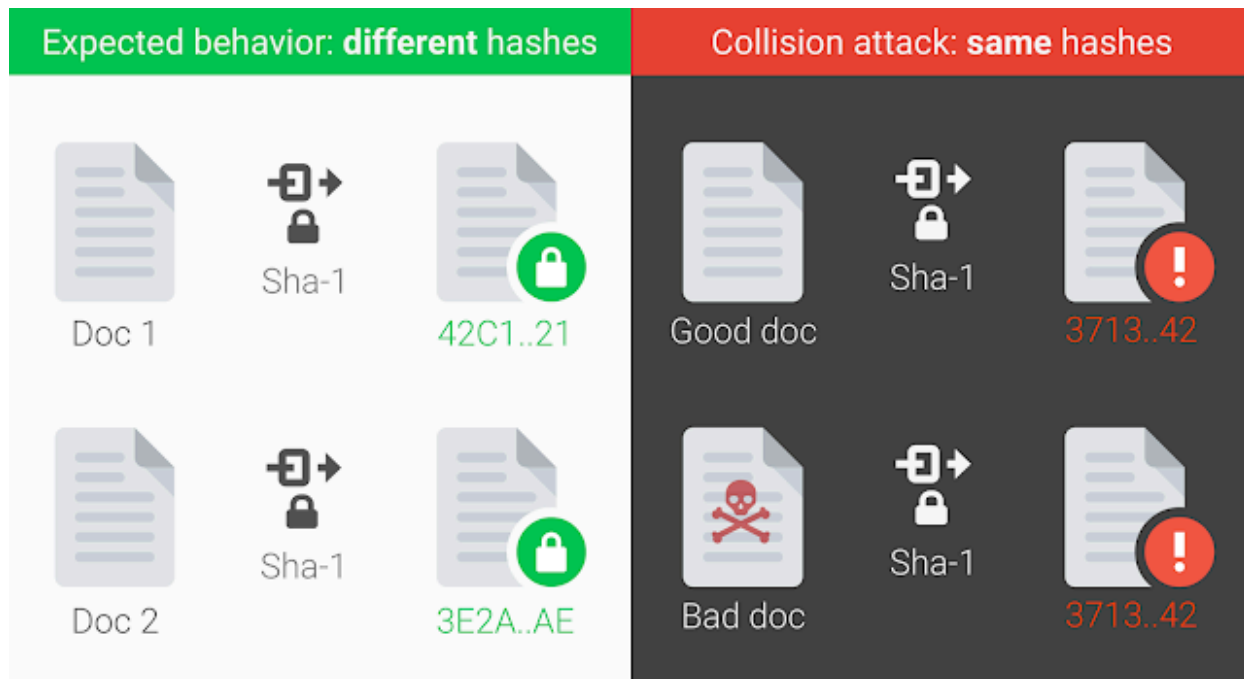 Expected behavior: different hashes
Collision attack: same hashes
Sha-1
Doc 1
42C1..21
Sha-1
Doc 2
3E2A..AE
Sha-1
Good doc
3713..42
Sha-1
Bad doc
3713..42